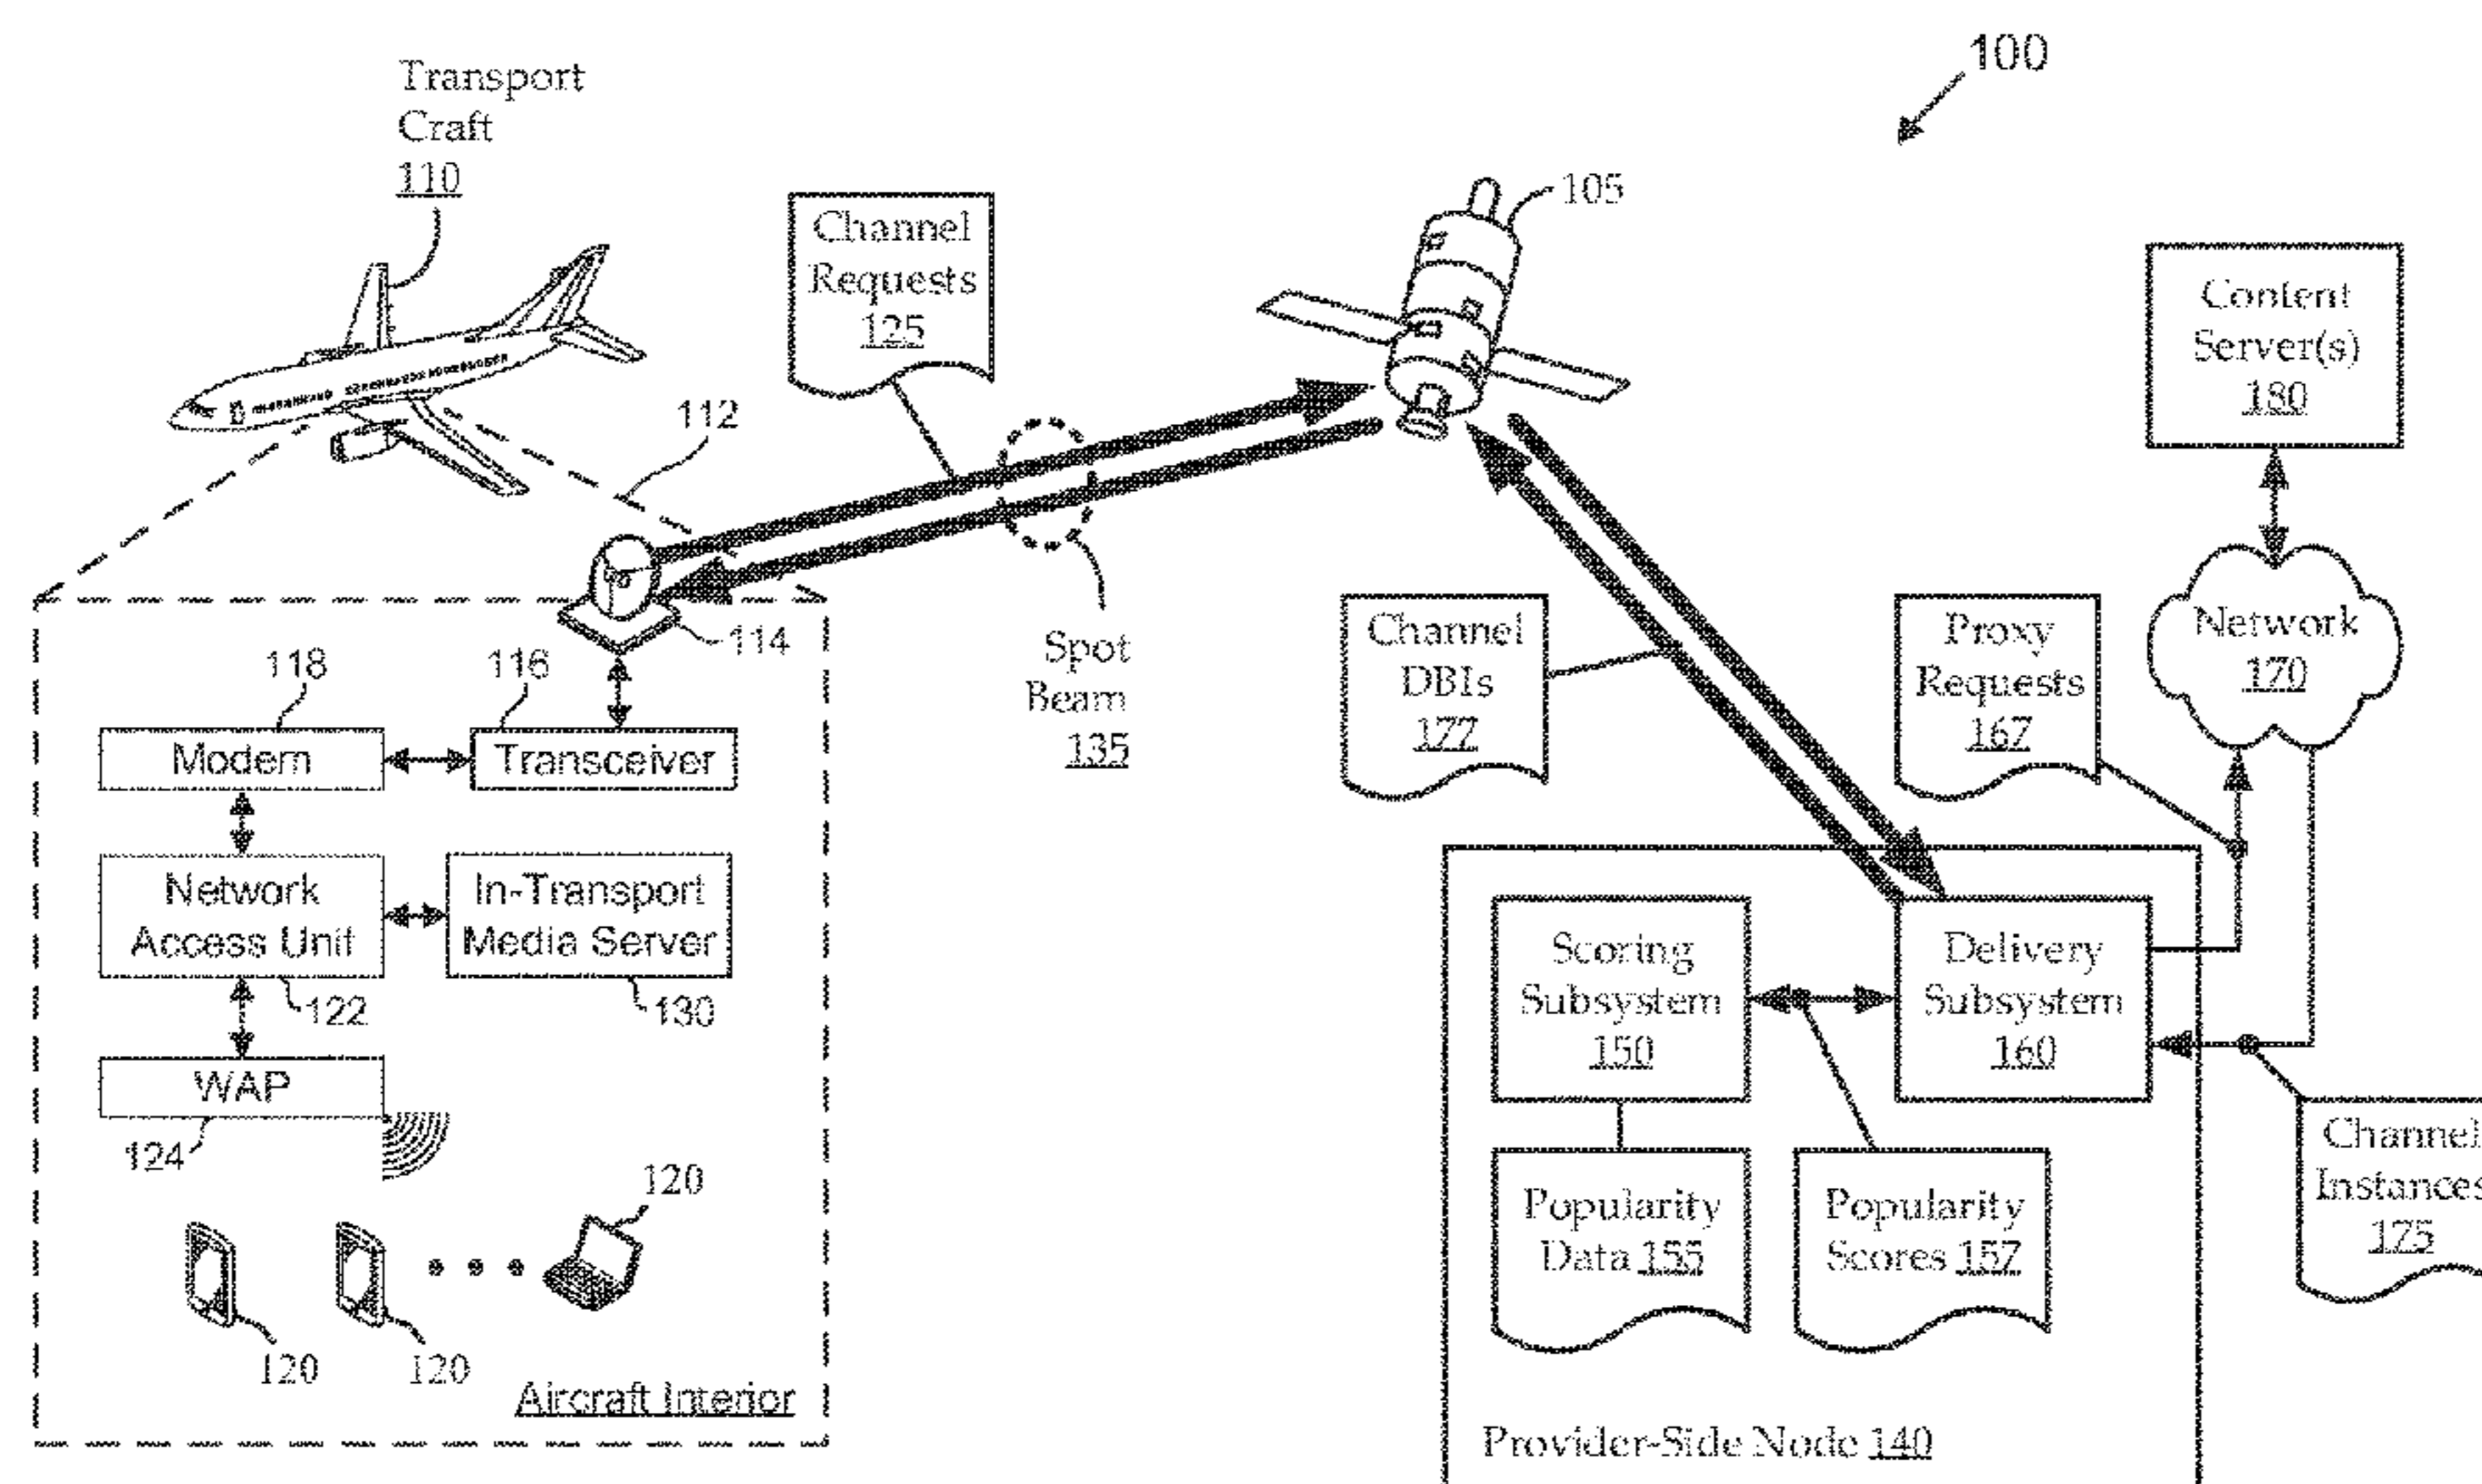 100
Transport
Craft
110
Channel
Requests
125
105
Content
Server(s)
180
112
114
Spot
Beam
135
Channel
DBIs
177
Proxy
Requests
167
Network
170
118
116
Modem
Transceiver
Network
Access Unit
In-Transport
Media Server
122
130
WAP
124
120
120
120
Aircraft Interior
Scoring
Subsystem
150
Delivery
Subsystem
160
Popularity
Data 155
Popularity
Scores 157
Channel
Instances
175
Provider-Side Node 140